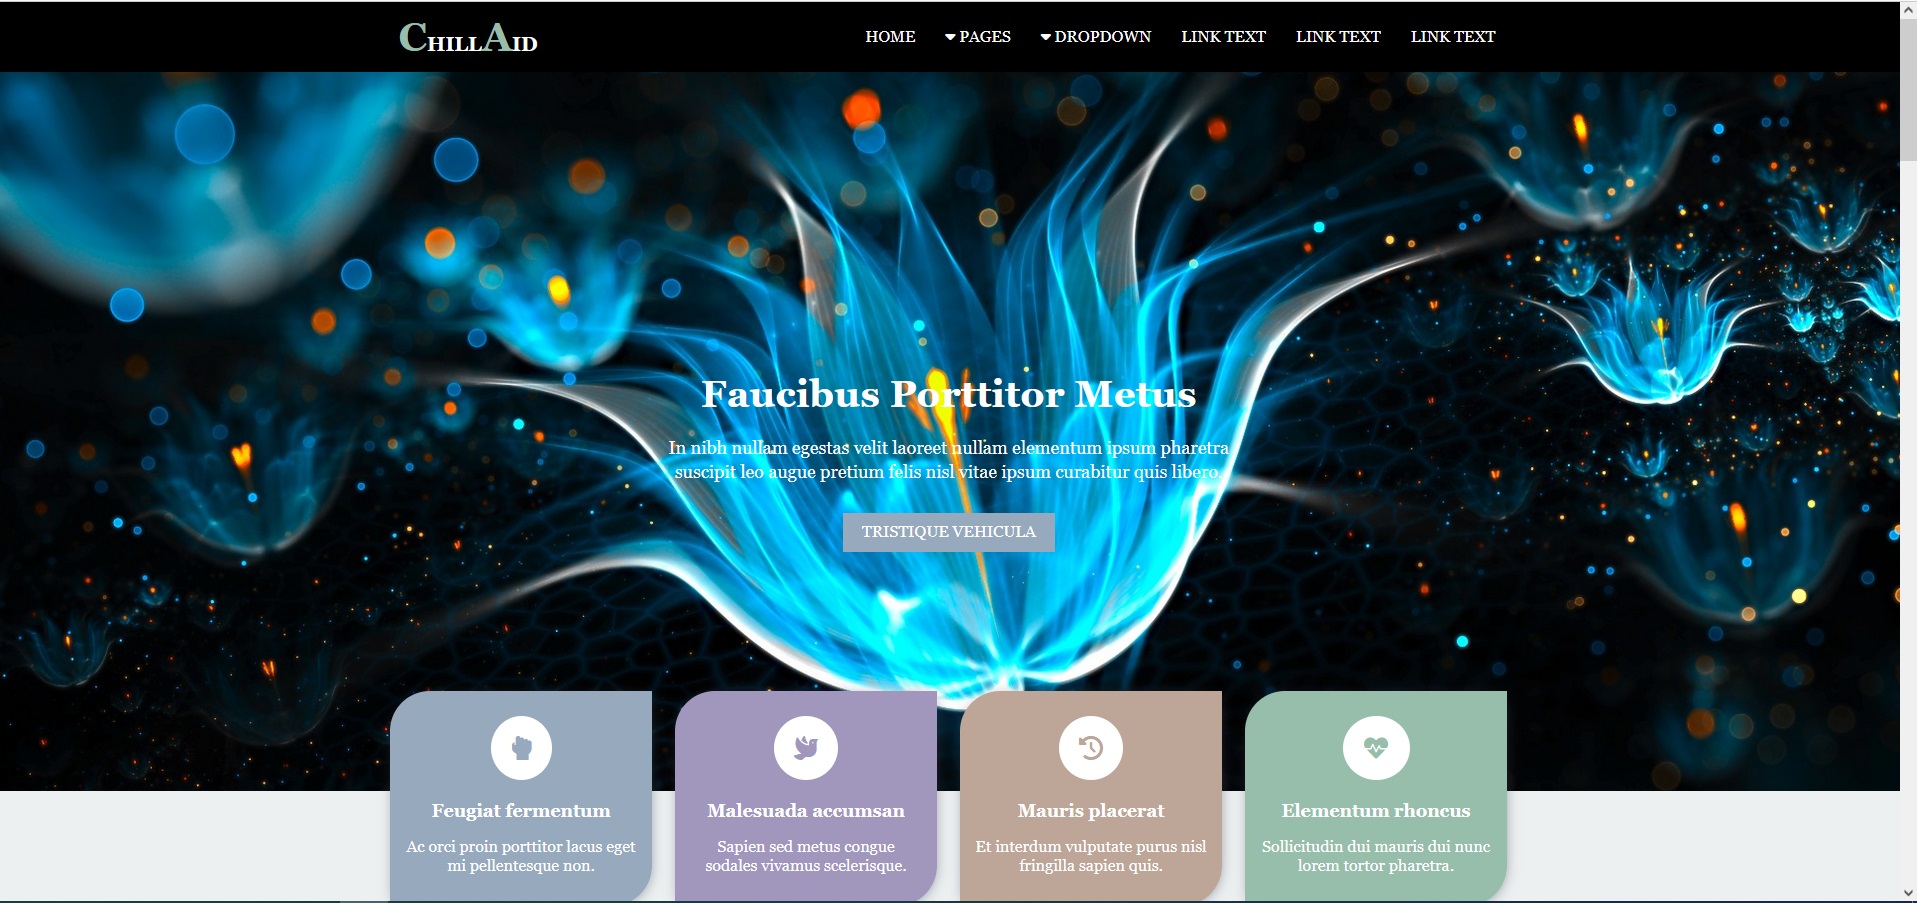 ChillAid
HOME PAGES DROPDOWN LINK TEXT LINK TEXT LINK TEXT
Faucibus Porttitor Metus
In nibh nullam egestas velit laoreet nullam elementum ipsum pharetra
suscipit leo augue pretium felis nisl vitae ipsum curabitur quis libero.
TRISTIQUE VEHICULA
Feugiat fermentum
Ac orci proin porttitor lacus eget
mi pellentesque non.
Malesuada accumsan
Sapien sed metus congue
sodales vivamus scelerisque.
Mauris placerat
Et interdum vulputate purus nisl
fringilla sapien quis.
Elementum rhoncus
Sollicitudin dui mauris dui nunc
lorem tortor pharetra.